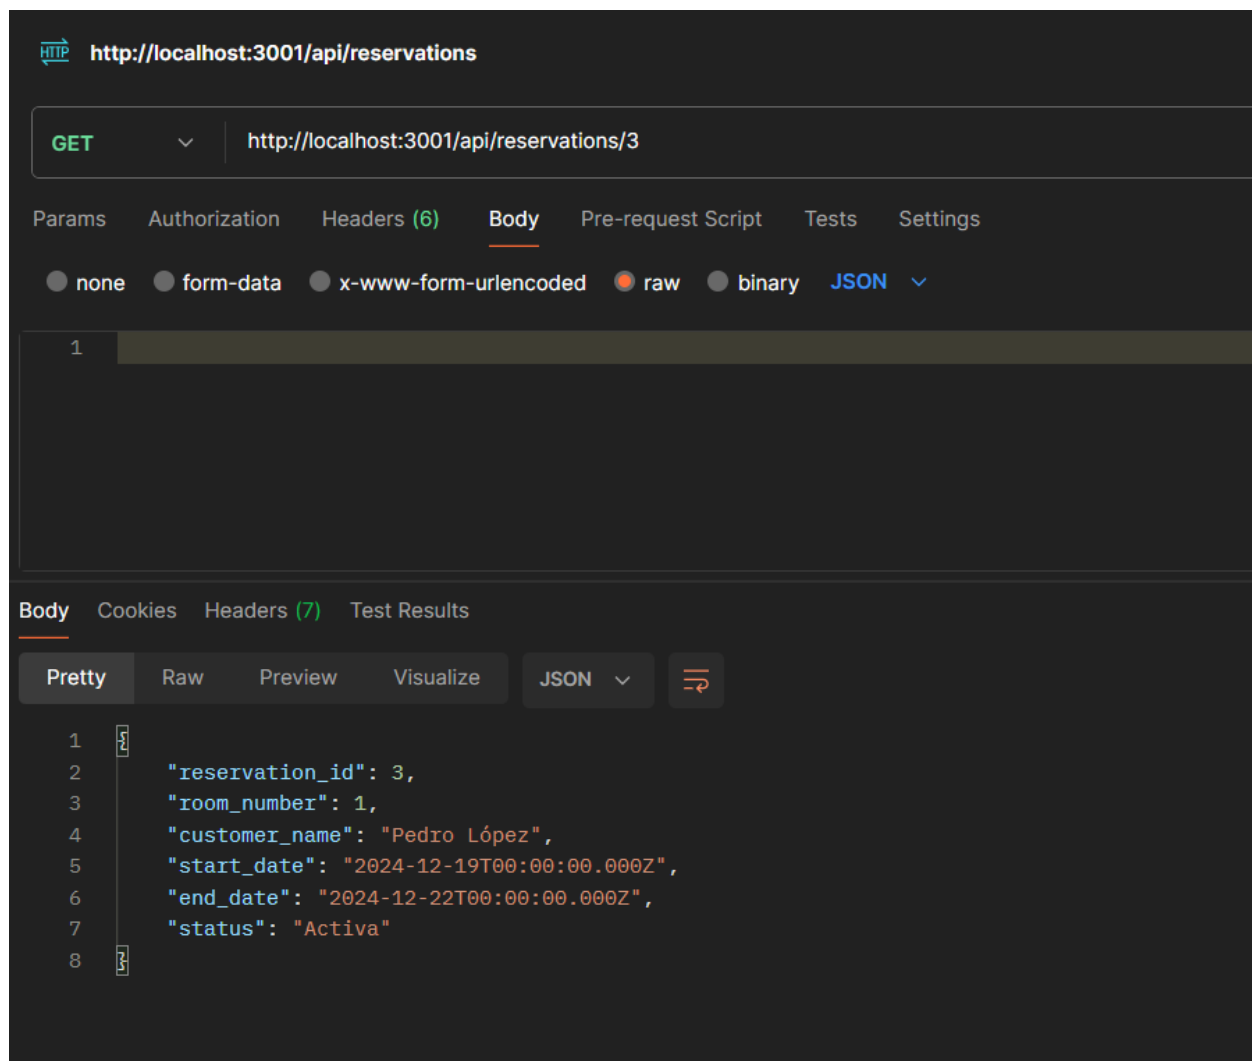 HTTP http://localhost:3001/api/reservations
GET http://localhost:3001/api/reservations/3
Params Authorization Headers (6) Body Pre-request Script Tests Settings
none form-data x-www-form-urlencoded raw binary JSON
1
Body Cookies Headers (7) Test Results
Pretty Raw Preview Visualize JSON
1 {
2 "reservation_id": 3,
3 "room_number": 1,
4 "customer_name": "Pedro López",
5 "start_date": "2024-12-19T00:00:00.000Z",
6 "end_date": "2024-12-22T00:00:00.000Z",
7 "status": "Activa"
8 }